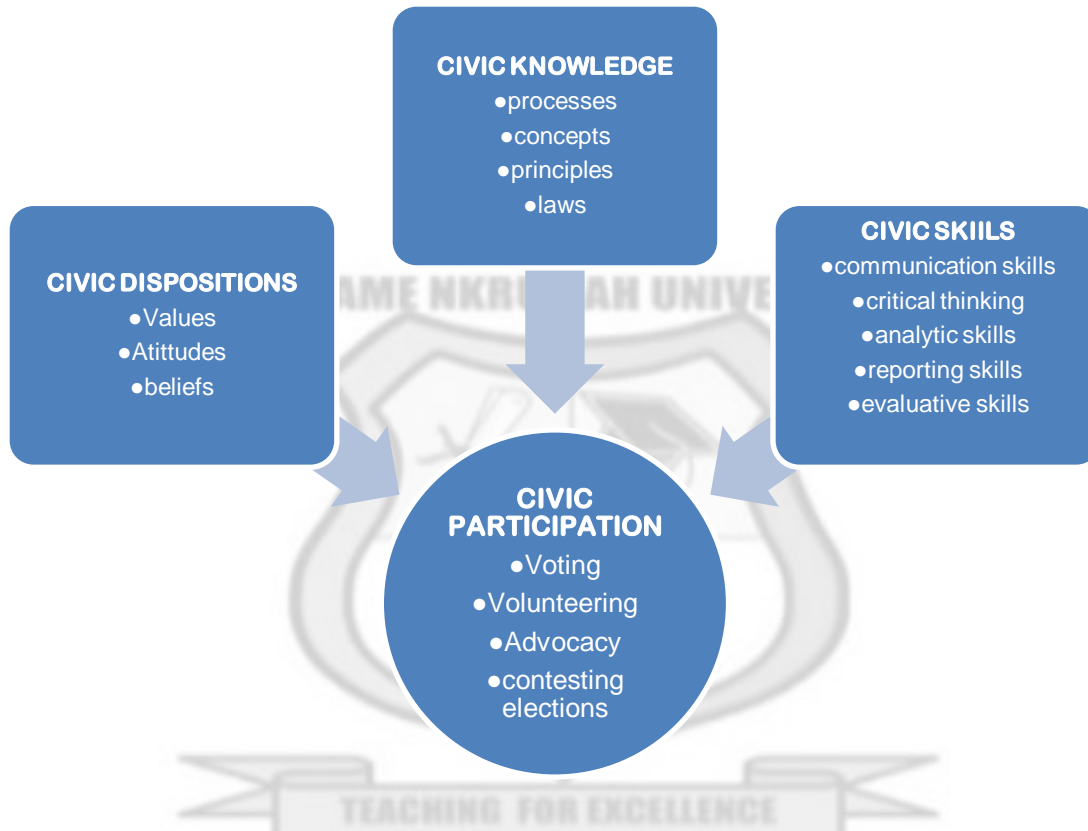 CIVIC KNOWLEDGE
●processes
●concepts
●principles
●laws
CIVIC DISPOSITIONS
●Values
●Atittudes
●beliefs
CIVIC SKIILS
●communication skills
●critical thinking
●analytic skills
●reporting skills
●evaluative skills
CIVIC
PARTICIPATION
●Voting
●Volunteering
●Advocacy
●contesting
elections
TEACHING FOR EXCELLENCE